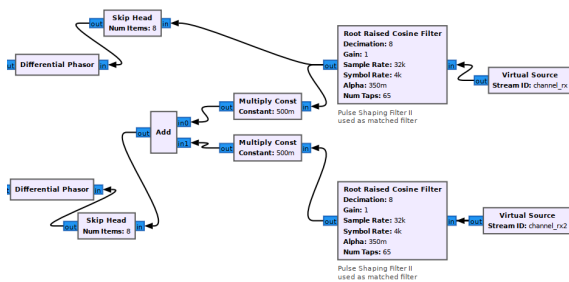 Skip Head
Num Items: 8
out
in
Differential Phasor
out
in
Root Raised Cosine Filter
Decimation: 8
Gain: 1
Sample Rate: 32k
Symbol Rate: 4k
Alpha: 350m
Num Taps: 65
out
in
Pulse Shaping Filter II
used as matched filter
Virtual Source
Stream ID: channel_rx
out
Multiply Const
Constant: 500m
out
in
Add
out
in0
in1
Multiply Const
Constant: 500m
out
in
Differential Phasor
out
in
Skip Head
Num Items: 8
out
in
Root Raised Cosine Filter
Decimation: 8
Gain: 1
Sample Rate: 32k
Symbol Rate: 4k
Alpha: 350m
Num Taps: 65
out
in
Pulse Shaping Filter II
used as matched filter
Virtual Source
Stream ID: channel_rx2
out